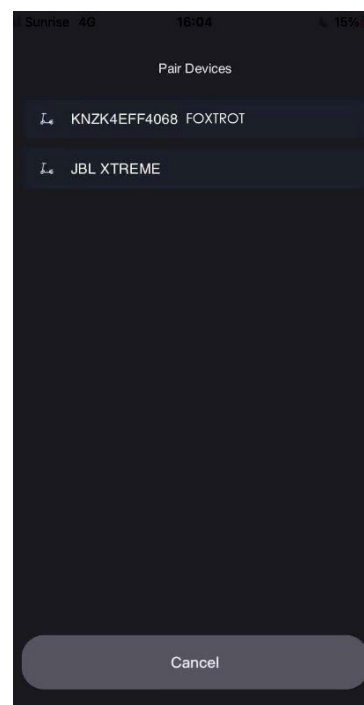 Sunrise 4G 16:04 15%
Pair Devices
KNZK4EFF4068 FOXTROT
JBL XTREME
Cancel